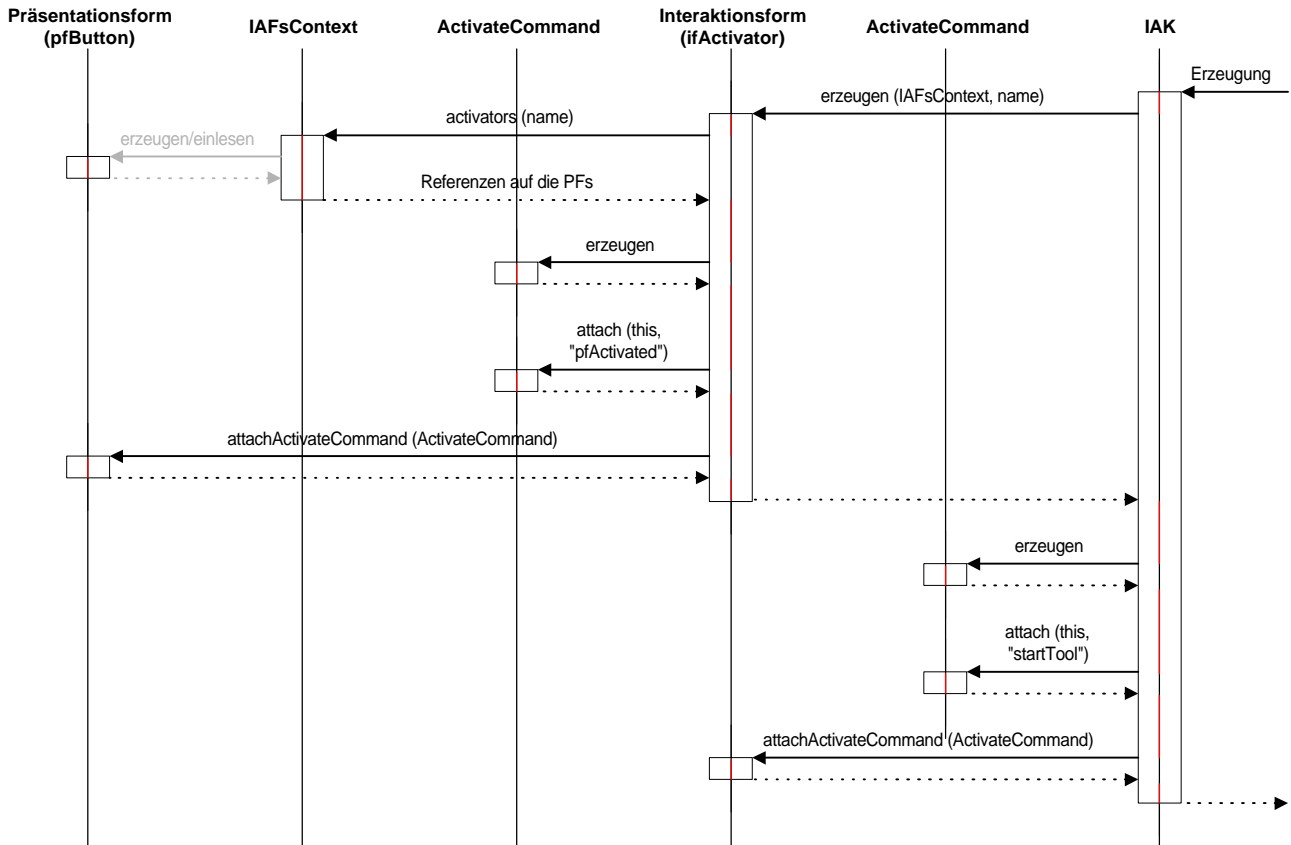 Präsentationsform
(pfButton)
IAFsContext
ActivateCommand
Interaktionsform
(ifActivator)
ActivateCommand
IAK
Erzeugung
erzeugen (IAFsContext, name)
activators (name)
erzeugen/einlesen
Referenzen auf die PFs
erzeugen
attach (this,
"pfActivated")
attachActivateCommand (ActivateCommand)
erzeugen
attach (this,
"startTool")
attachActivateCommand (ActivateCommand)